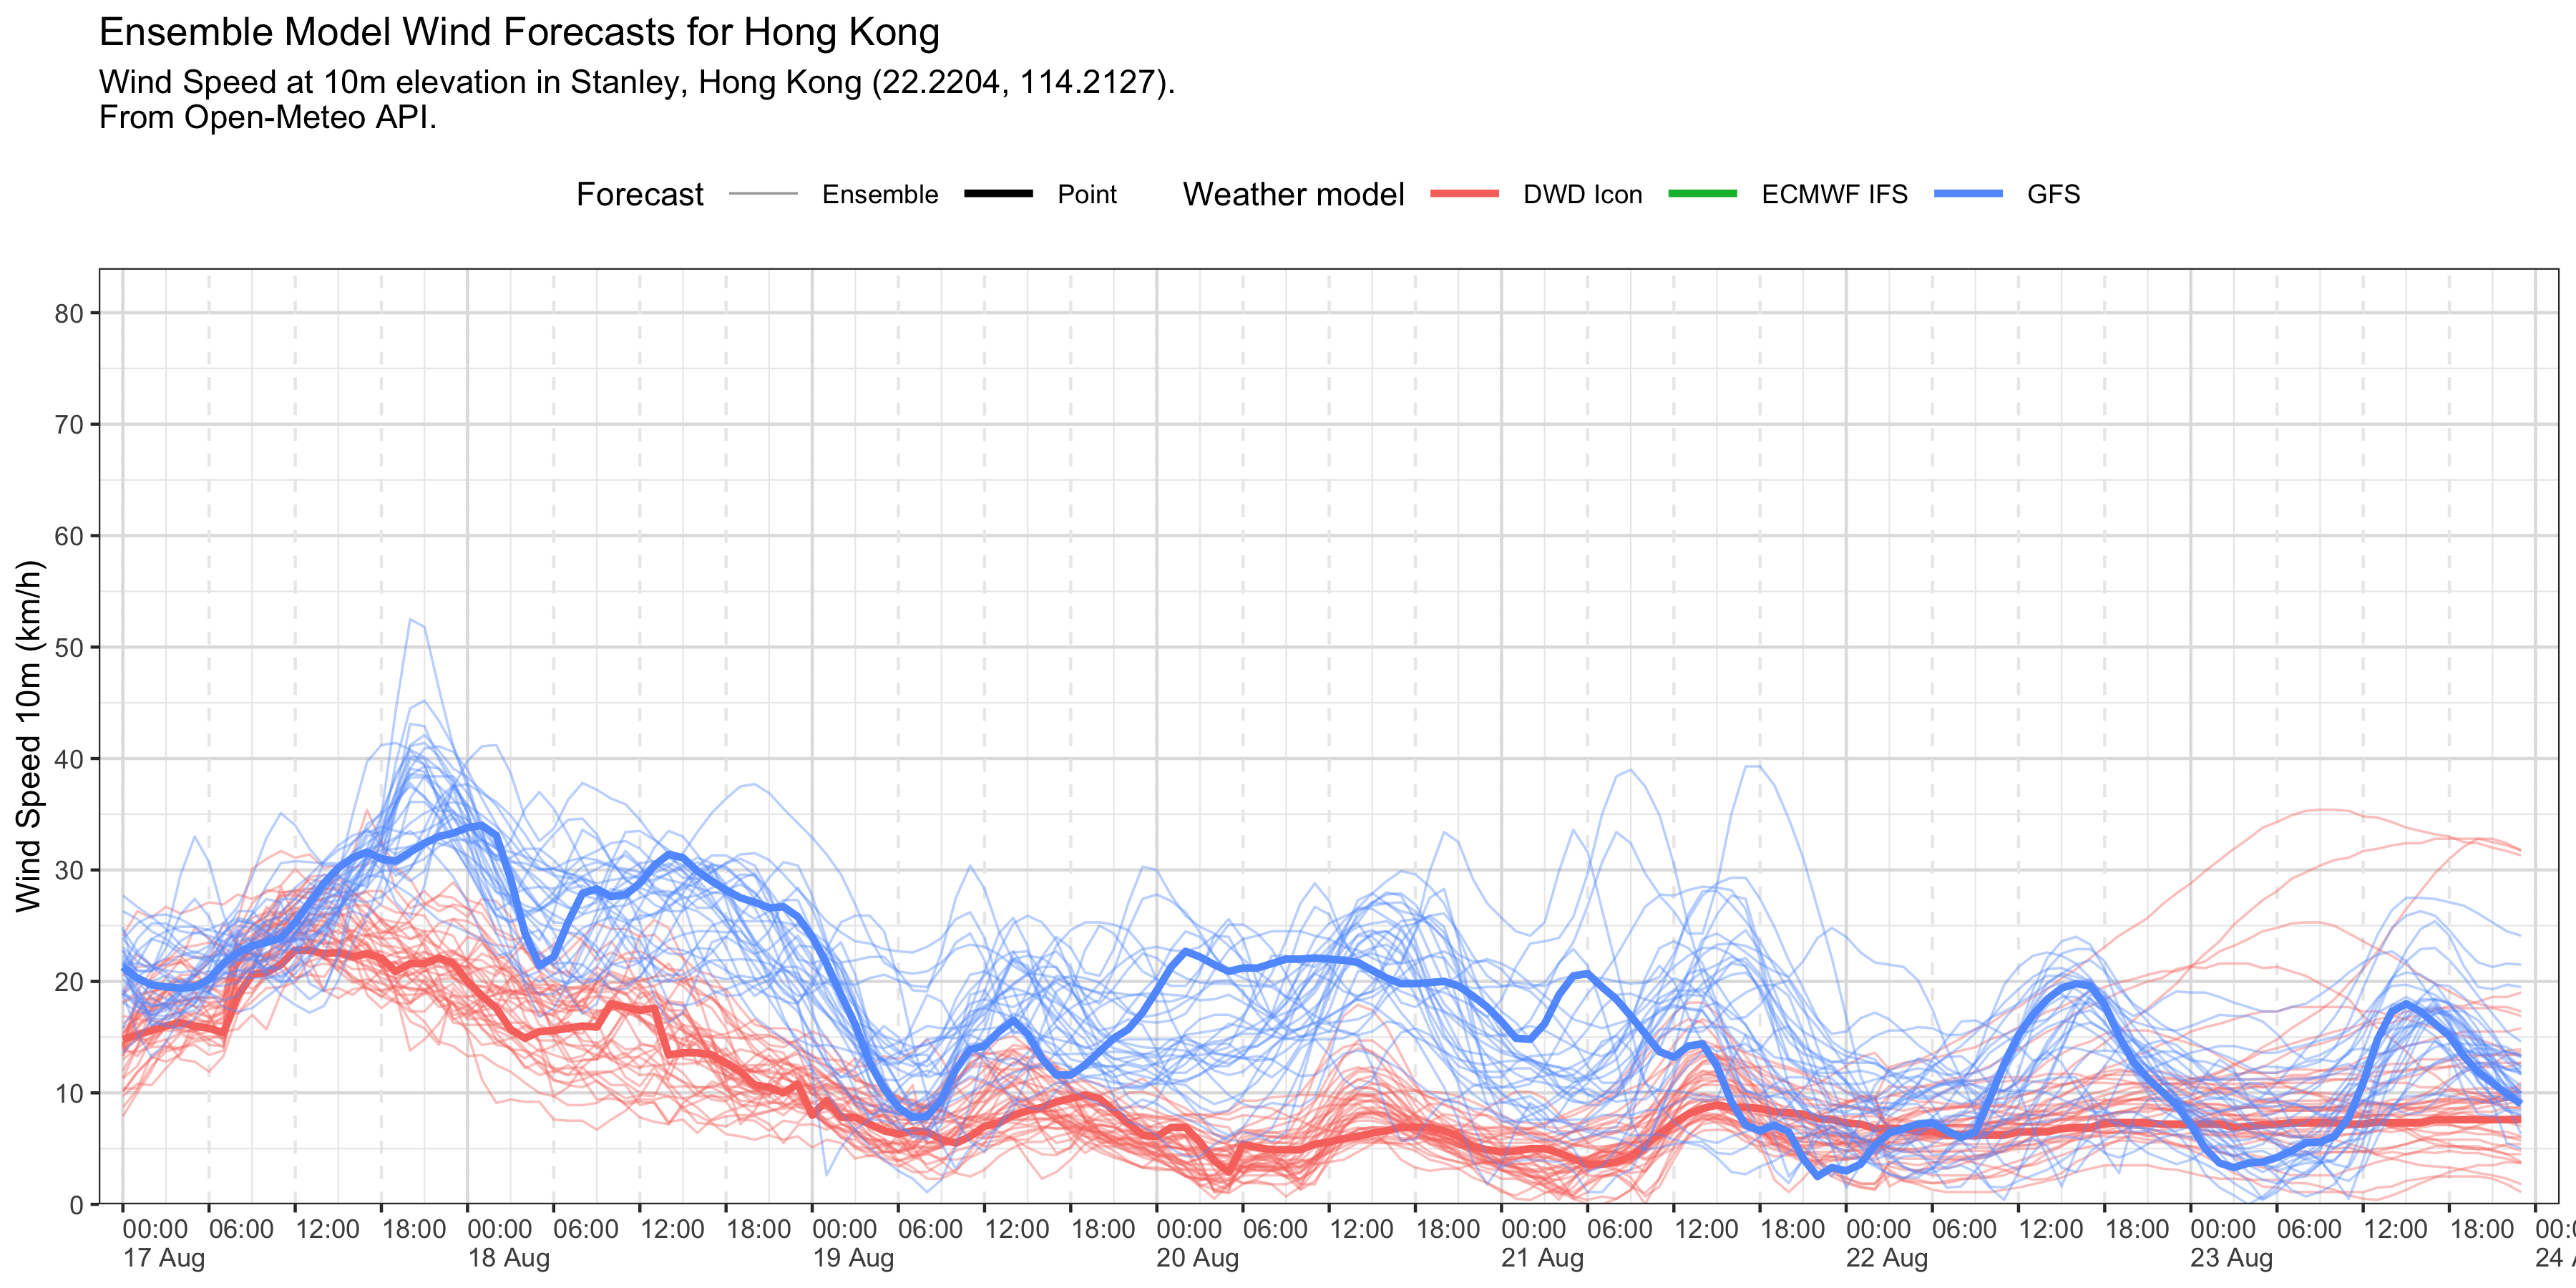 Ensemble Model Wind Forecasts for Hong Kong
Wind Speed at 10m elevation in Stanley, Hong Kong (22.2204, 114.2127).
From Open-Meteo API.
Forecast Ensemble Point Weather model DWD Icon ECMWF IFS GFS
Wind Speed 10m (km/h)
80
70
60
50
40
30
20
10
0
00:00 06:00 12:00 18:00 00:00 06:00 12:00 18:00 00:00 06:00 12:00 18:00 00:00 06:00 12:00 18:00 00:00 06:00 12:00 18:00 00:00 06:00 12:00 18:00 00:00 06:00 12:00 18:00 00:
17 Aug 18 Aug 19 Aug 20 Aug 21 Aug 22 Aug 23 Aug 24